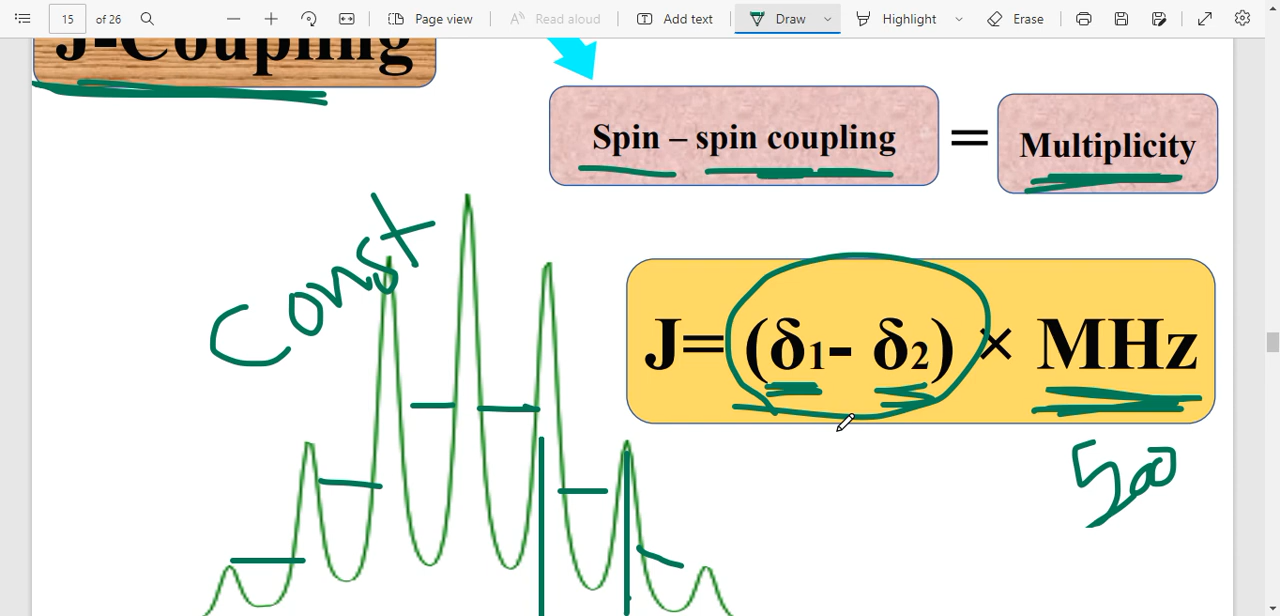 15 of 26 Page view Read aloud Add text Draw Highlight Erase
J-Coupling
Spin – spin coupling = Multiplicity
Const
J= (δ1- δ2) × MHz
500